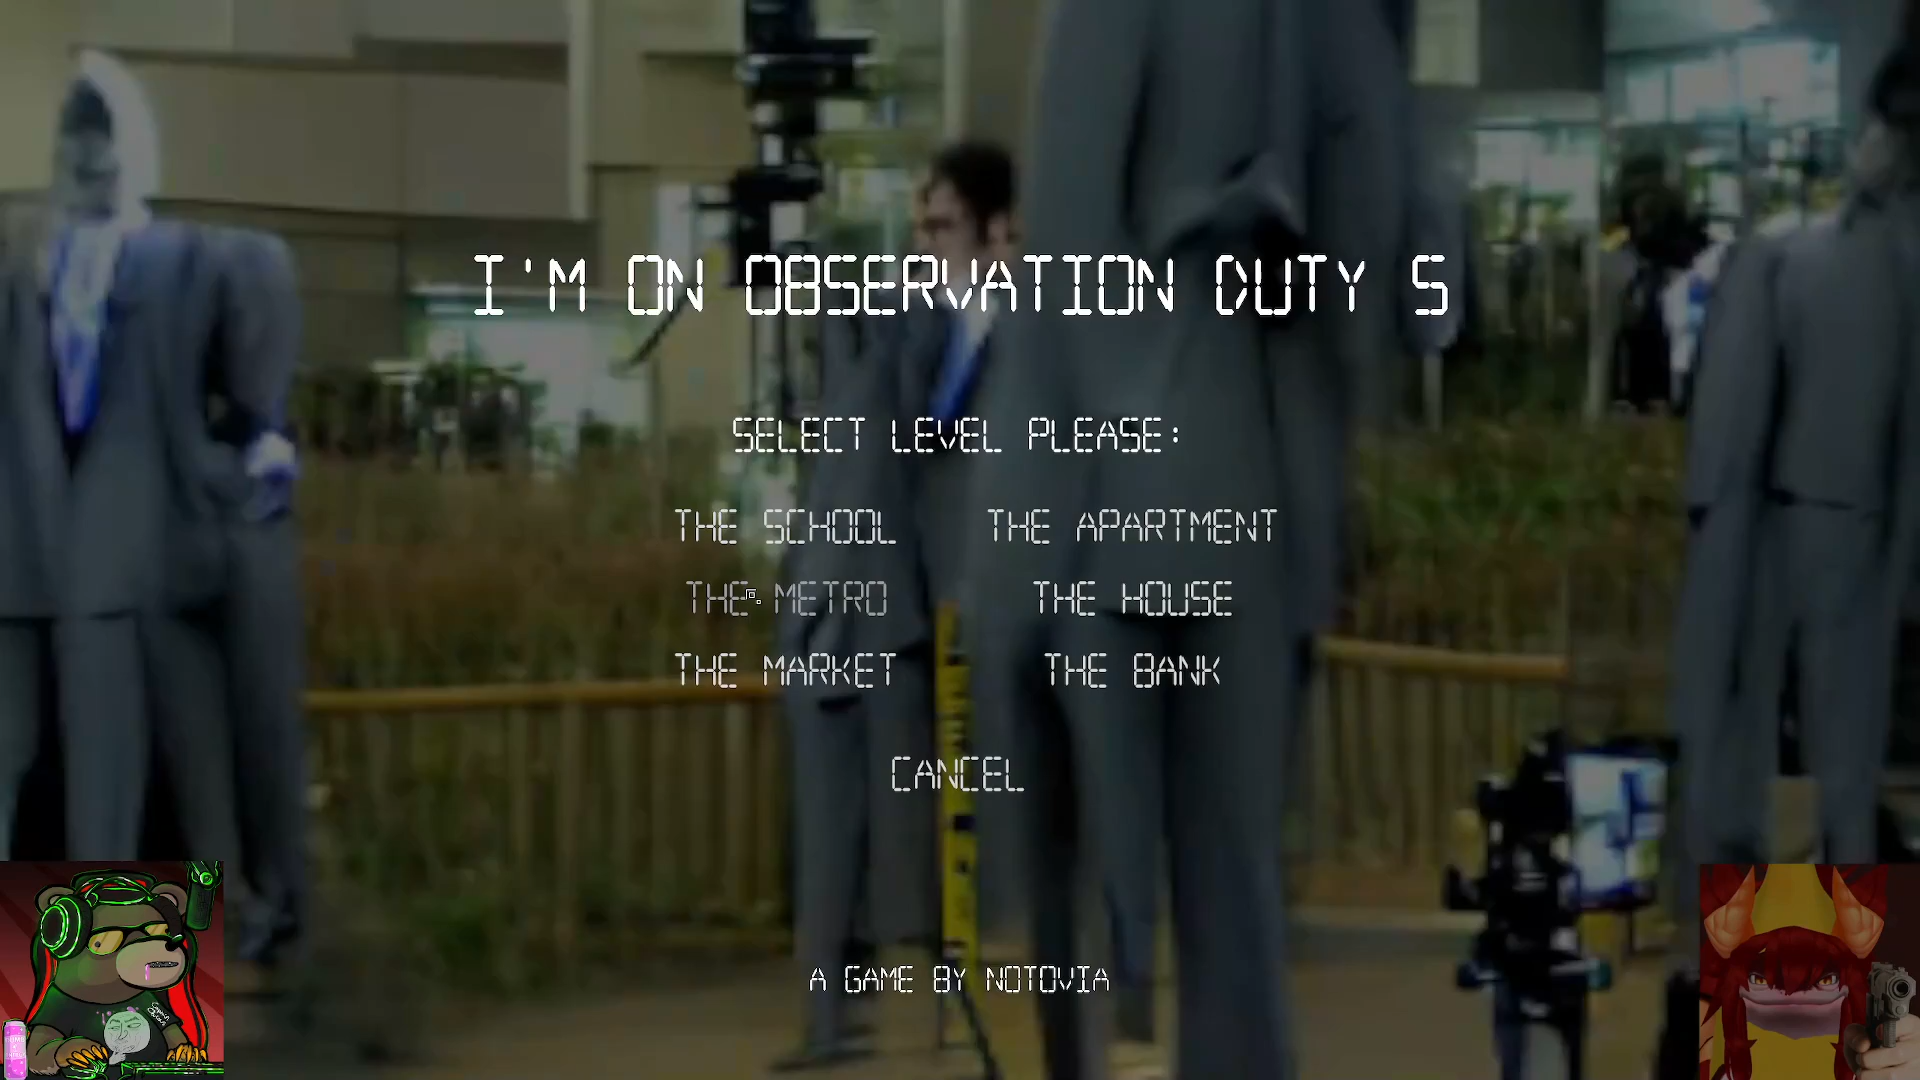 I'M ON OBSERVATION DUTY 5
SELECT LEVEL PLEASE:
THE SCHOOL THE APARTMENT
THE METRO THE HOUSE
THE MARKET THE BANK
CANCEL
A GAME BY NOTOVIA